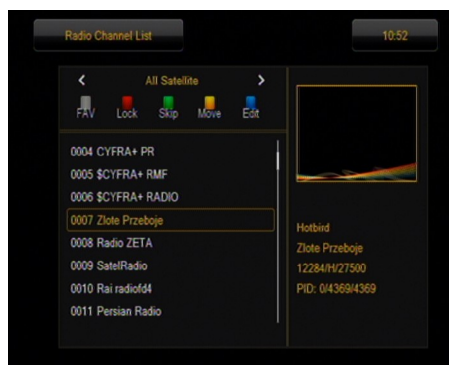 Radio Channel List
10:52
All Satellite
FAV Lock Skip Move Edit
0004 CYFRA+ PR
0005 $CYFRA+ RMF
0006 $CYFRA+ RADIO
0007 Zlote Przeboje
0008 Radio ZETA
0009 SatelRadio
0010 Rai radiofd4
0011 Persian Radio
Hotbird
Zlote Przeboje
12284/H/27500
PID: 0/4369/4369